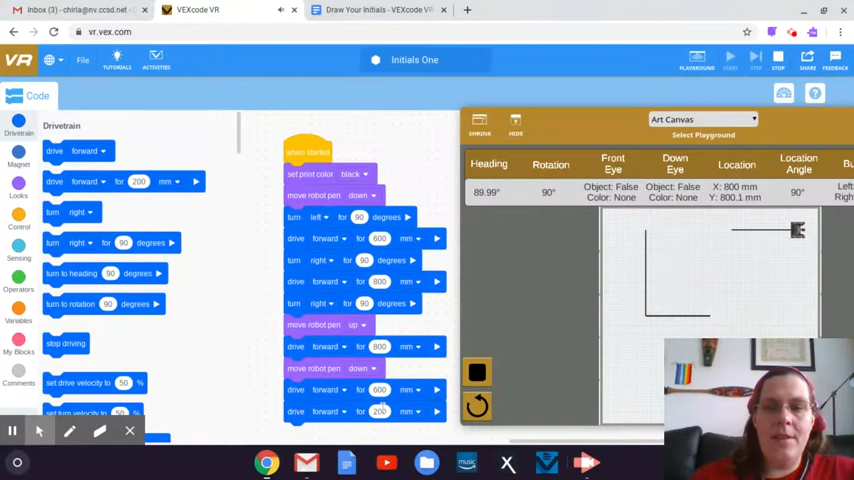 Inbox (3) - chirla@nv.ccsd.net -
VEXcode VR
Draw Your Initials - VEXcode VR
vr.vex.com
VR
File
TUTORIALS
ACTIVITIES
Initials One
PLAYGROUND
START
STEP
STOP
SHARE
FEEDBACK
Code
Drivetrain
Magnet
Looks
Control
Sensing
Operators
Variables
My Blocks
Comments
Drivetrain
drive forward
drive forward for 200 mm
turn right
turn right for 90 degrees
turn to heading 90 degrees
turn to rotation 90 degrees
stop driving
set drive velocity to 50 %
set turn velocity to 50 %
when started
set print color black
move robot pen down
turn left for 90 degrees
drive forward for 600 mm
turn right for 90 degrees
drive forward for 800 mm
turn right for 90 degrees
move robot pen up
drive forward for 800 mm
move robot pen down
drive forward for 600 mm
drive forward for 200 mm
SHRINK
HIDE
Art Canvas
Select Playground
Heading
Rotation
Front Eye
Down Eye
Location
Location Angle
Bu
89.99°
90°
Object: False
Color: None
Object: False
Color: None
X: 800 mm
Y: 800.1 mm
90°
Left:
Righ
music